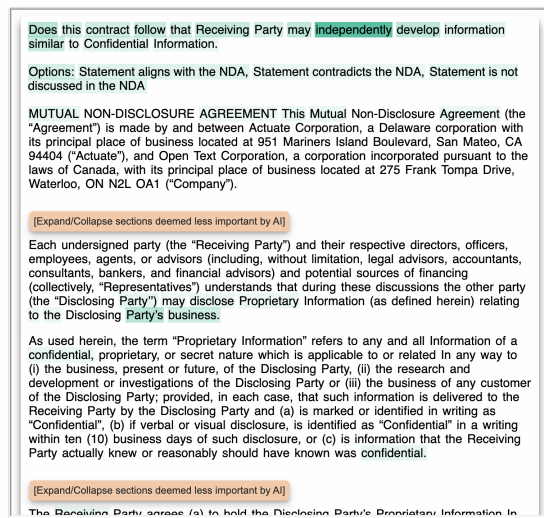 Does this contract follow that Receiving Party may independently develop information
similar to Confidential Information.
Options: Statement aligns with the NDA, Statement contradicts the NDA, Statement is not
discussed in the NDA
MUTUAL NON-DISCLOSURE AGREEMENT This Mutual Non-Disclosure Agreement (the
“Agreement”) is made by and between Actuate Corporation, a Delaware corporation with
its principal place of business located at 951 Mariners Island Boulevard, San Mateo, CA
94404 (“Actuate”), and Open Text Corporation, a corporation incorporated pursuant to the
laws of Canada, with its principal place of business located at 275 Frank Tompa Drive,
Waterloo, ON N2L OA1 (“Company”).
[Expand/Collapse sections deemed less important by AI]
Each undersigned party (the “Receiving Party”) and their respective directors, officers,
employees, agents, or advisors (including, without limitation, legal advisors, accountants,
consultants, bankers, and financial advisors) and potential sources of financing
(collectively, “Representatives”) understands that during these discussions the other party
(the “Disclosing Party”) may disclose Proprietary Information (as defined herein) relating
to the Disclosing Party’s business.
As used herein, the term “Proprietary Information” refers to any and all Information of a
confidential, proprietary, or secret nature which is applicable to or related In any way to
(i) the business, present or future, of the Disclosing Party, (ii) the research and
development or investigations of the Disclosing Party or (iii) the business of any customer
of the Disclosing Party; provided, in each case, that such information is delivered to the
Receiving Party by the Disclosing Party and (a) is marked or identified in writing as
“Confidential”, (b) if verbal or visual disclosure, is identified as “Confidential” in a writing
within ten (10) business days of such disclosure, or (c) is information that the Receiving
Party actually knew or reasonably should have known was confidential.
[Expand/Collapse sections deemed less important by AI]
The Receiving Party agrees (a) to hold the Disclosing Party's Proprietary Information In